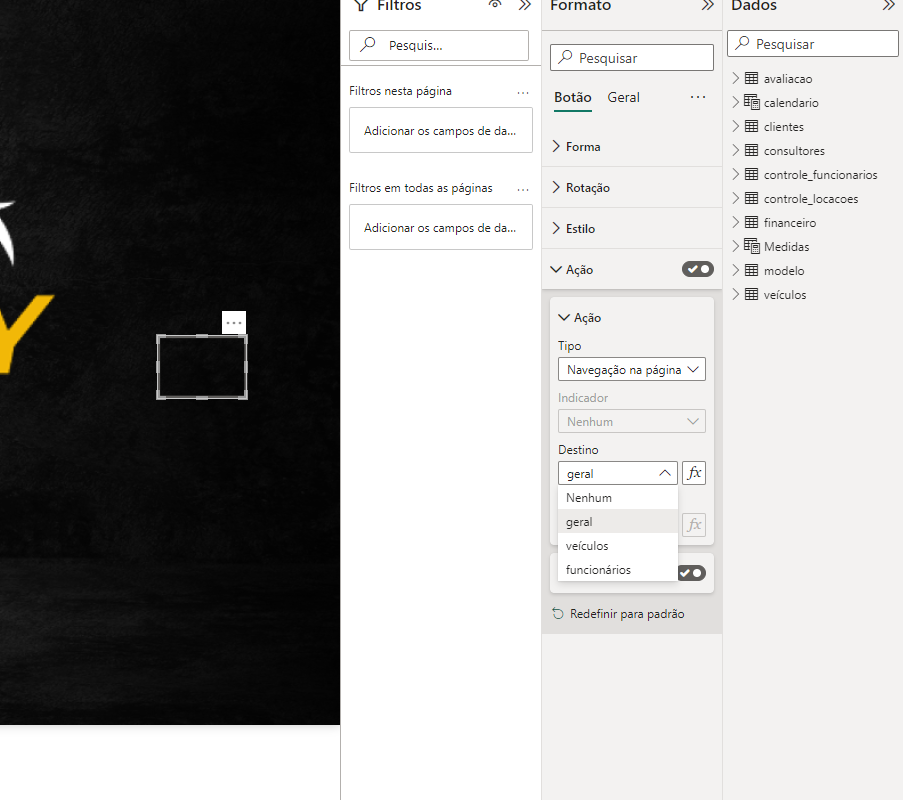 Y
Filtros
Pesquis...
Filtros nesta página
Adicionar os campos de da...
Filtros em todas as páginas
Adicionar os campos de da...
Formato
Pesquisar
Botão Geral
Forma
Rotação
Estilo
Ação
Ação
Tipo
Navegação na página
Indicador
Nenhum
Destino
geral
fx
Nenhum
geral
fx
veículos
funcionários
Redefinir para padrão
Dados
Pesquisar
avaliacao
calendario
clientes
consultores
controle_funcionarios
controle_locacoes
financeiro
Medidas
modelo
veículos